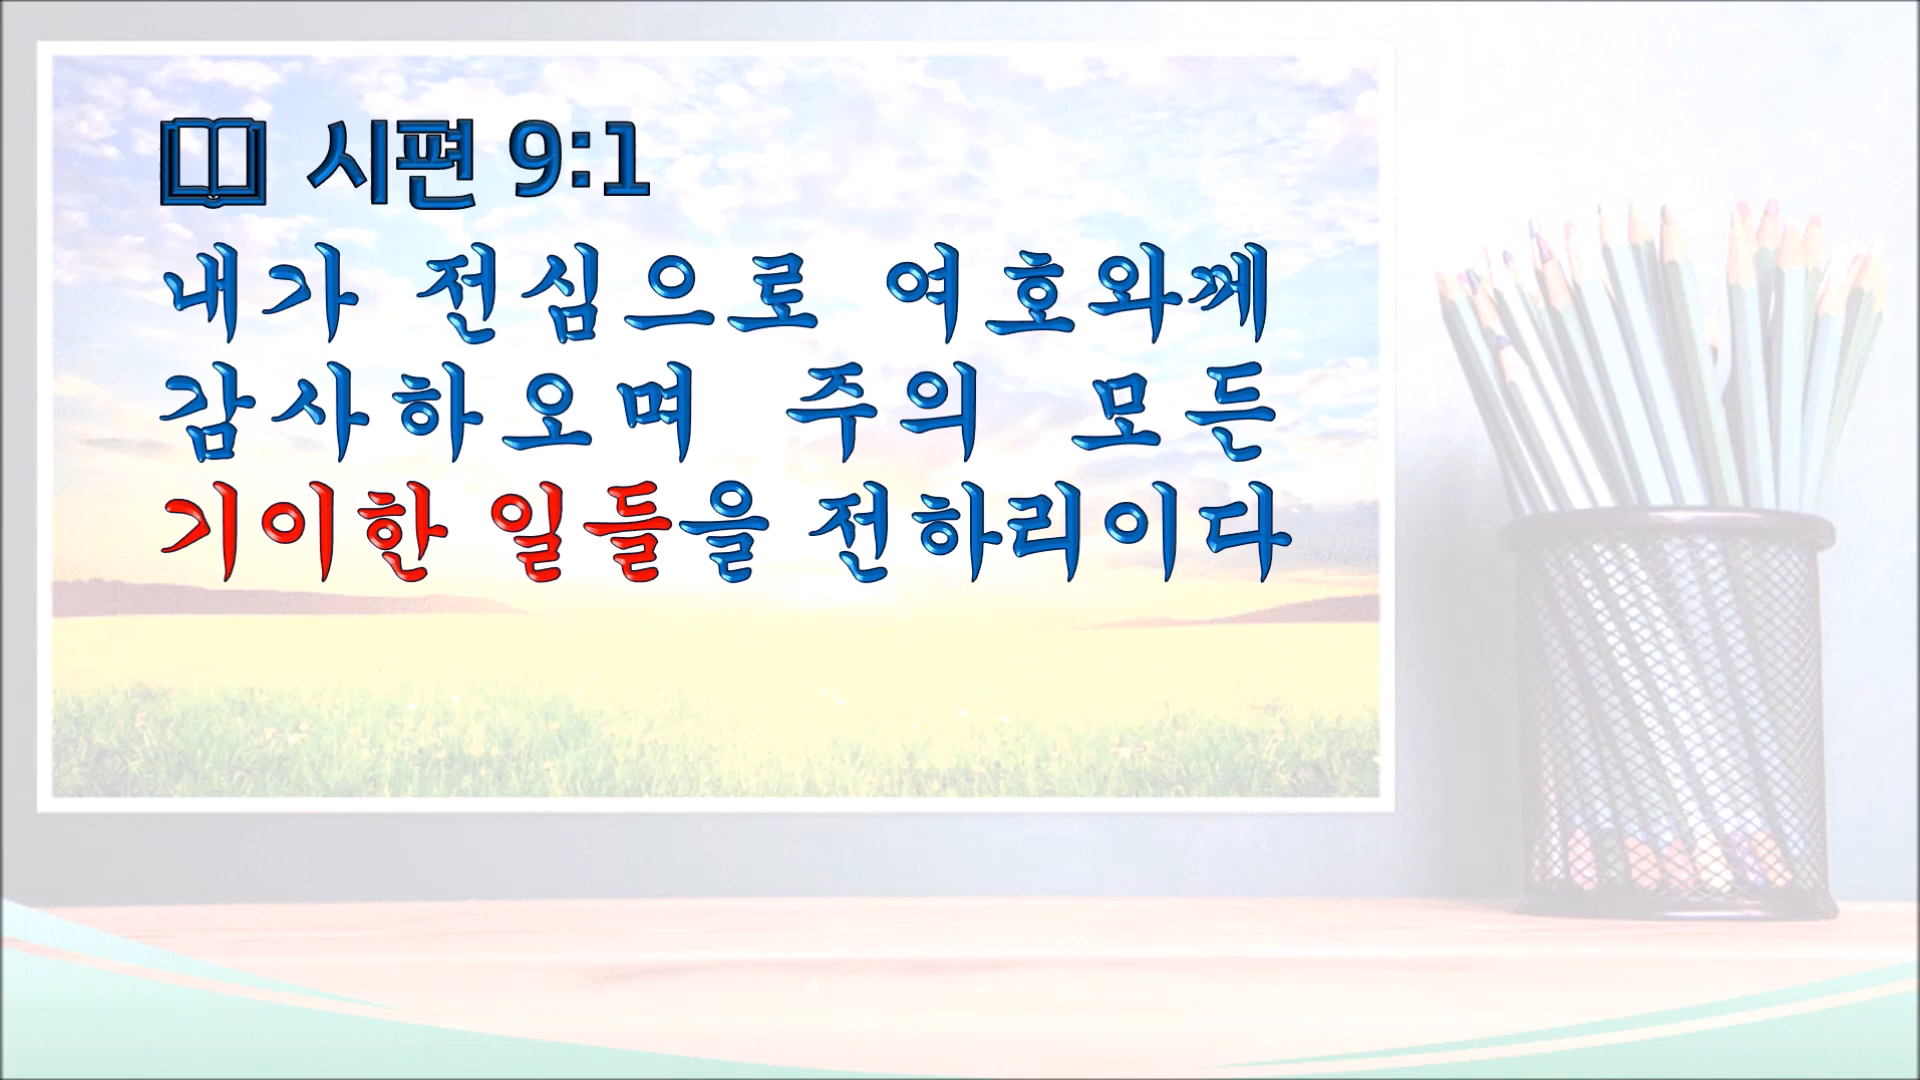 시편 9:1
내가 전심으로 여호와께
감사하오며 주의 모든
기이한 일들을 전하리이다